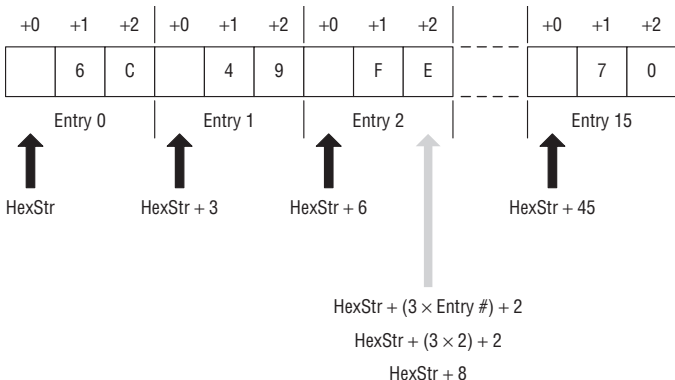 +0 +1 +2 +0 +1 +2 +0 +1 +2 +0 +1 +2
6 C 4 9 F E 7 0
Entry 0 Entry 1 Entry 2 Entry 15
HexStr HexStr + 3 HexStr + 6 HexStr + 45
HexStr + (3 × Entry #) + 2
HexStr + (3 × 2) + 2
HexStr + 8